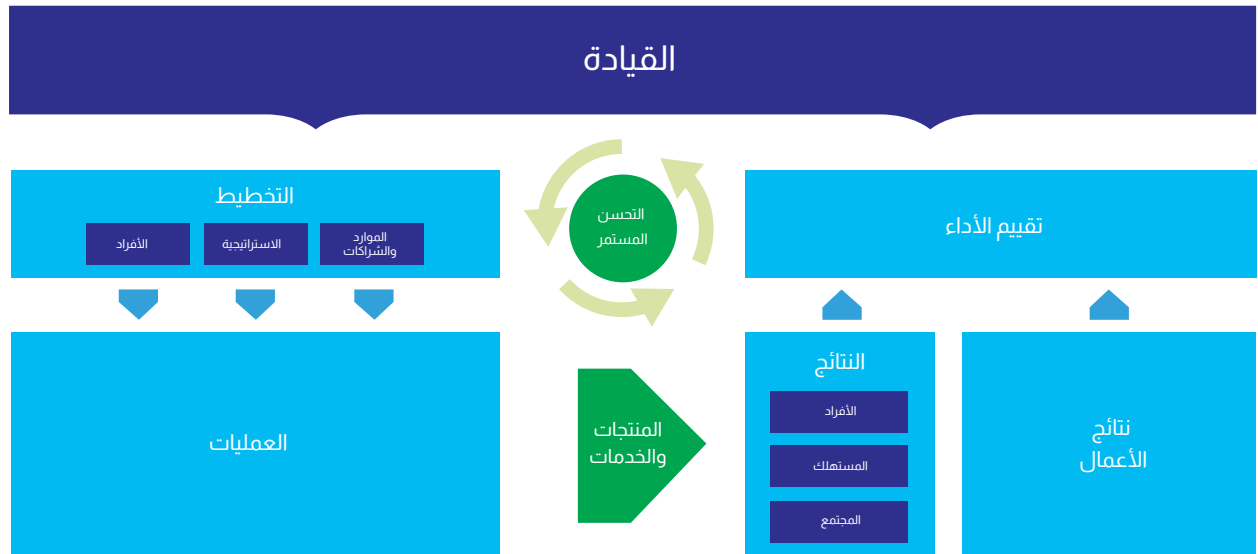 القيادة
التخطيط
الموارد
والشراكات
الاستراتيجية
الأفراد
التحسن
المستمر
تقييم الأداء
العمليات
المنتجات
والخدمات
النتائج
الأفراد
المستهلك
المجتمع
نتائج
الأعمال